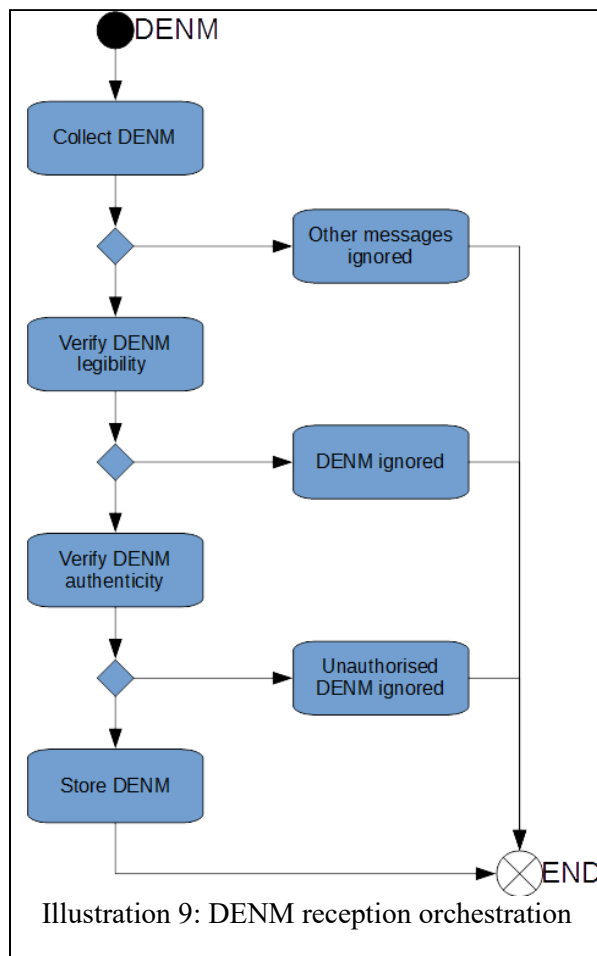 DENM
Collect DENM
Other messages
ignored
Verify DENM
legibility
DENM ignored
Verify DENM
authenticity
Unauthorised
DENM ignored
Store DENM
END
Illustration 9: DENM reception orchestration